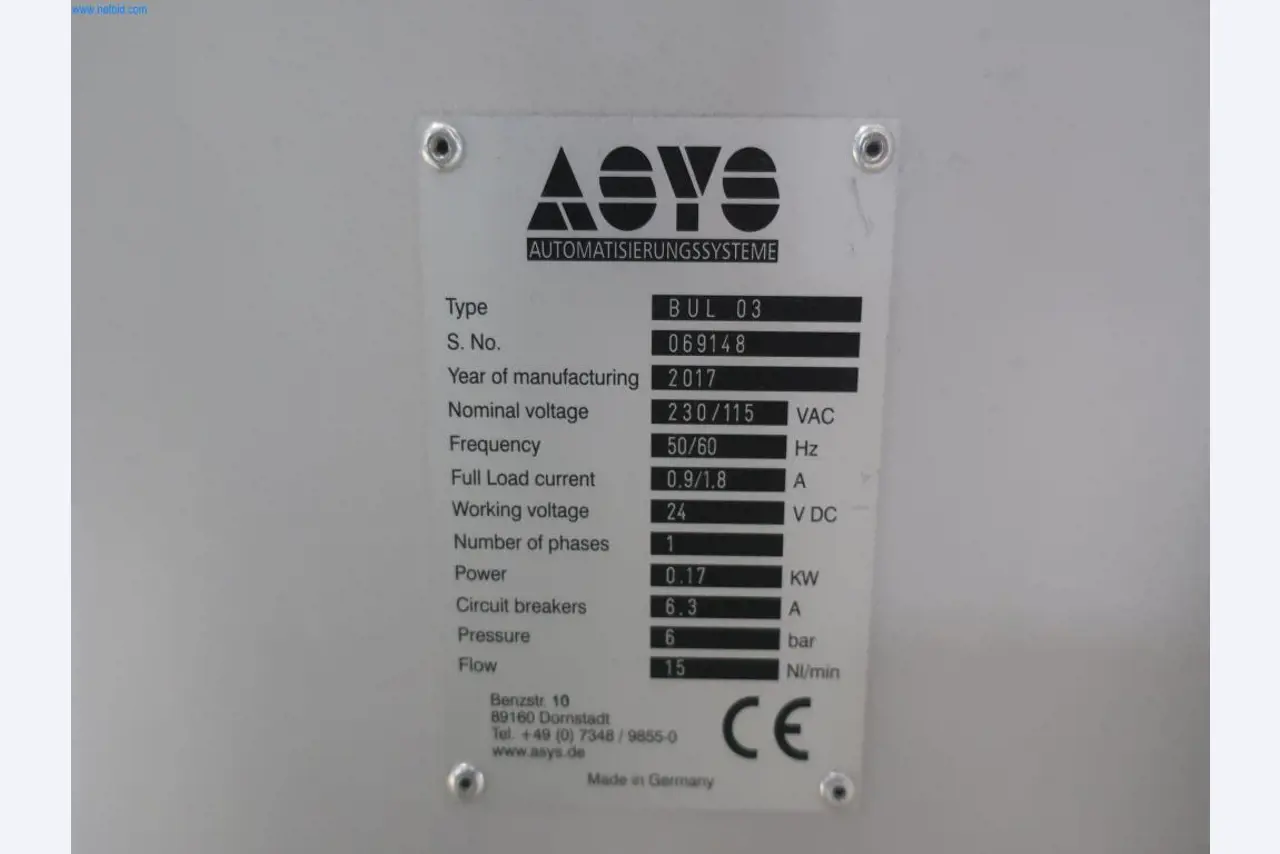 www.netbid.com
ASYS
AUTOMATISIERUNGSSYSTEME
Type BUL 03
S. No. 069148
Year of manufacturing 2017
Nominal voltage 230/115 VAC
Frequency 50/60 Hz
Full Load current 0.9/1.8 A
Working voltage 24 V DC
Number of phases 1
Power 0.17 KW
Circuit breakers 6.3 A
Pressure 6 bar
Flow 15 Nl/min
Benzstr. 10
89160 Dornstadt
Tel. +49 (0) 7348 / 9855-0
www.asys.de
CE
Made in Germany